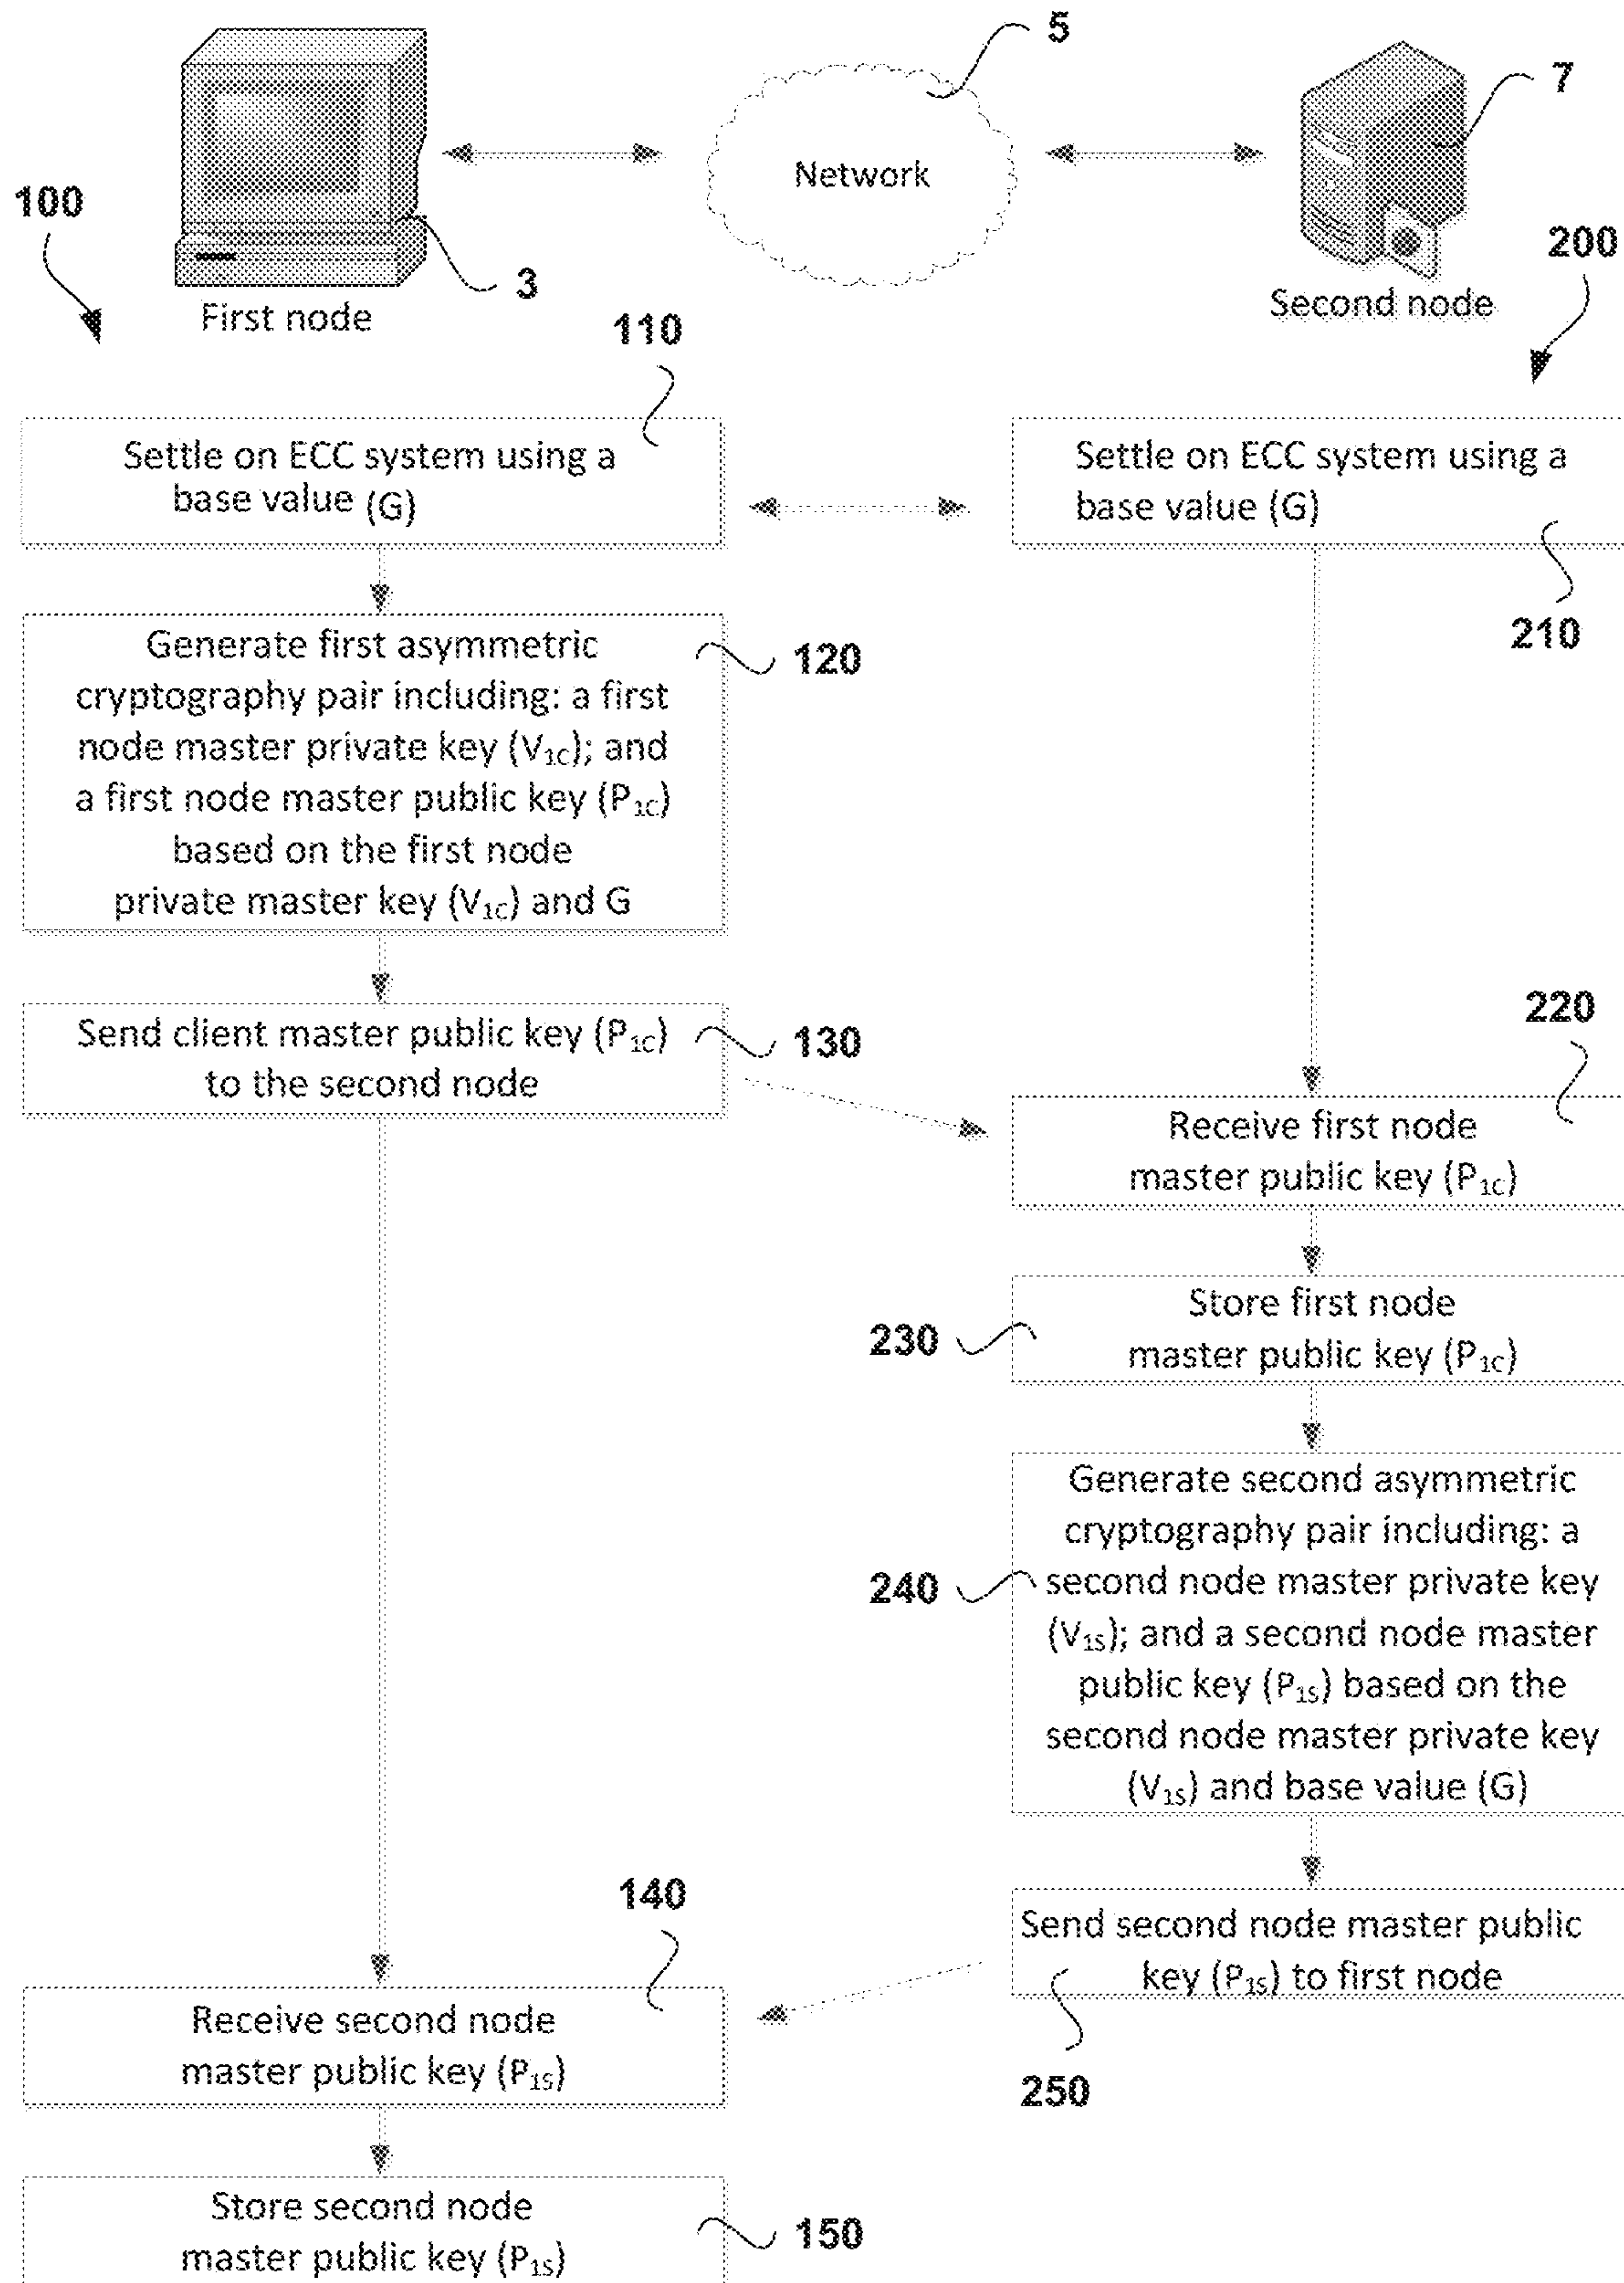 5
7
Network
100
200
3
First node
Second node
110
Settle on ECC system using a
base value (G)
Settle on ECC system using a
base value (G)
210
Generate first asymmetric
cryptography pair including: a first
node master private key (V1C); and
a first node master public key (P1C)
based on the first node
private master key (V1C) and G
120
Send client master public key (P1C)
to the second node
130
220
Receive first node
master public key (P1C)
Store first node
master public key (P1C)
230
Generate second asymmetric
cryptography pair including: a
second node master private key
(V1S); and a second node master
public key (P1S) based on the
second node master private key
(V1S) and base value (G)
240
140
Send second node master public
key (P1S) to first node
250
Receive second node
master public key (P1S)
Store second node
master public key (P1S)
150